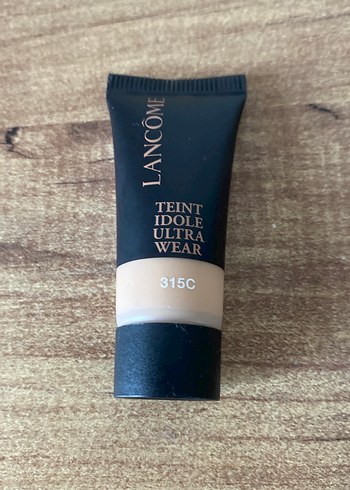 LANCÔME
TEINT
IDOLE
ULTRA
WEAR
315C